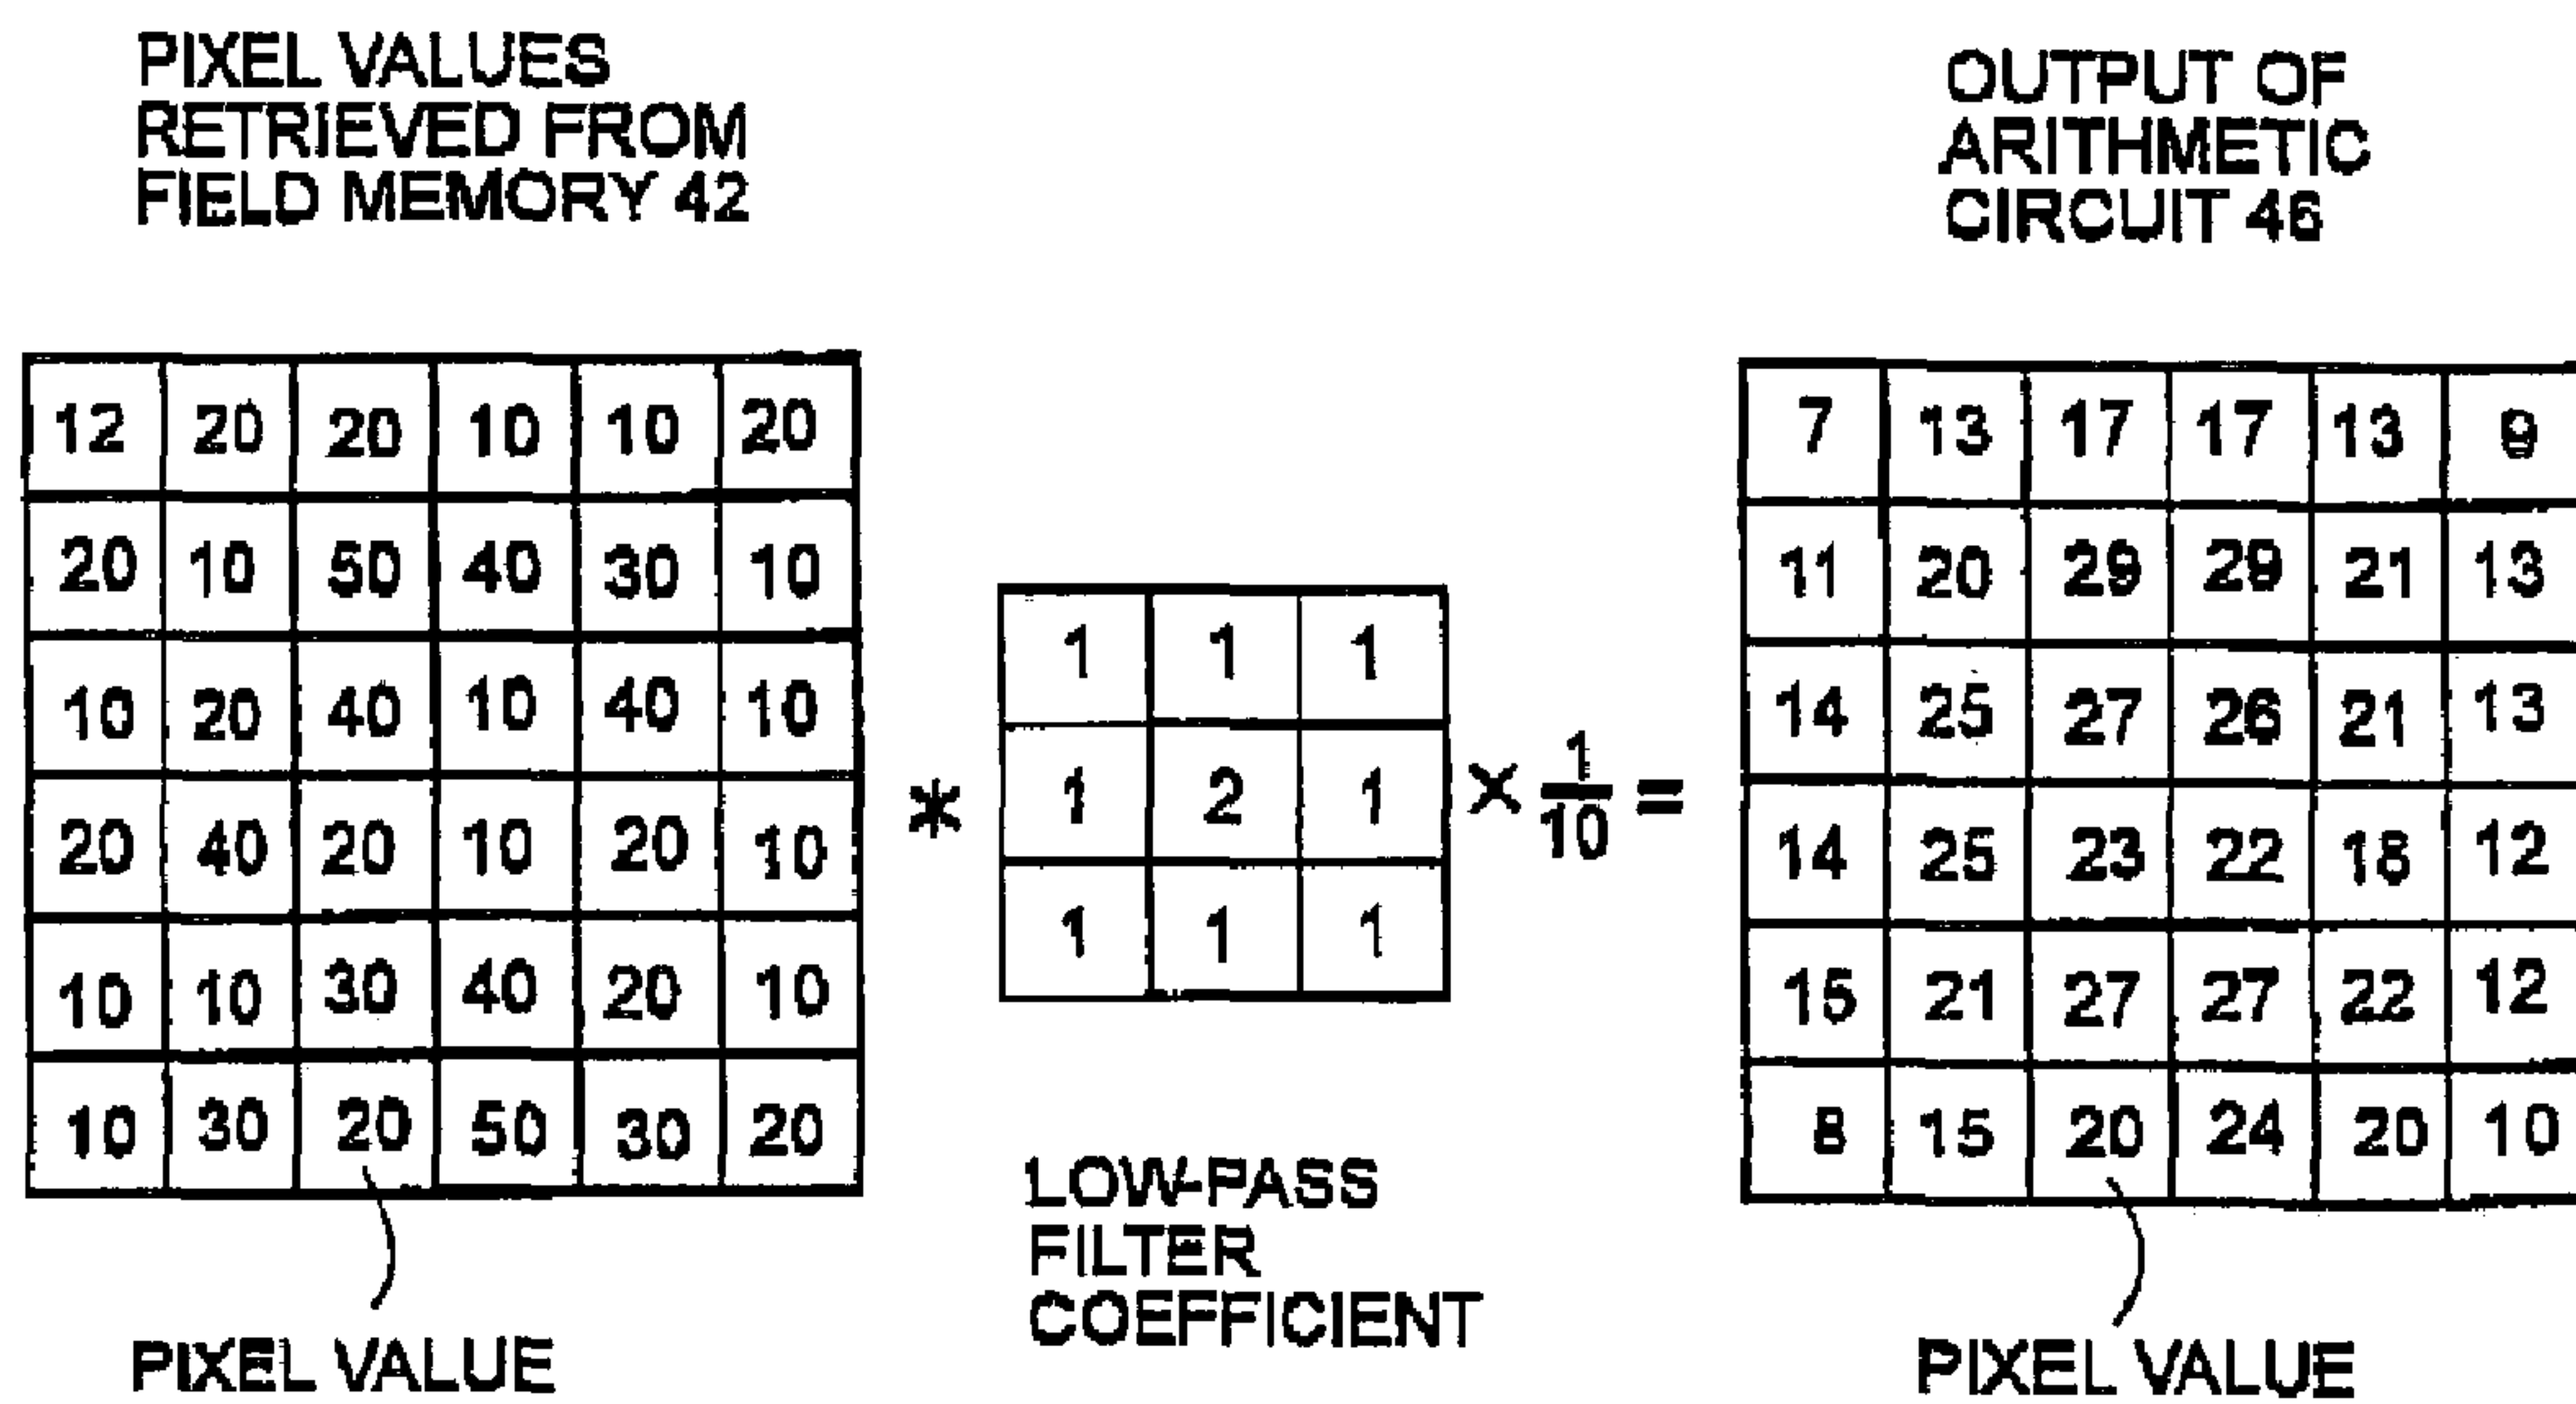 PIXEL VALUES
RETRIEVED FROM
FIELD MEMORY 42
OUTPUT OF
ARITHMETIC
CIRCUIT 46
12 20 20 10 10 20
20 10 50 40 30 10
10 20 40 10 40 10
20 40 20 10 20 10
10 10 30 40 20 10
10 30 20 50 30 20
*
1 1 1
1 2 1
1 1 1
× 1/10 =
7 13 17 17 13 9
11 20 29 29 21 13
14 25 27 26 21 13
14 25 23 22 18 12
15 21 27 27 22 12
8 15 20 24 20 10
LOW-PASS
FILTER
COEFFICIENT
PIXEL VALUE
PIXEL VALUE